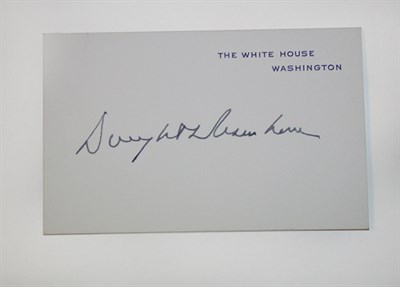 THE WHITE HOUSE
WASHINGTON
Dwight D Eisenhower